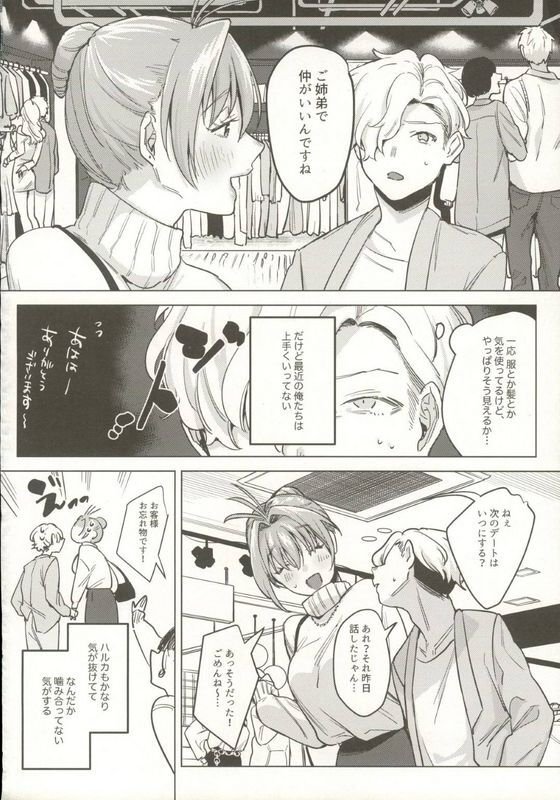 ご姉弟で
仲がいいんですね
一応 服とか髪とか
気を使ってるけど、
やっぱりそう見えるか…
だけど最近の俺たちは
上手くいってない
うっ
あはは—
ありがとう
ございます〜
ねぇ
次のデートは
いつにする？
あれ？それ昨日
話したじゃん…
あっそうだった！
ごめんね〜…
お客様
お忘れ物です！
ハルカもかなり
気が抜けてて
なんだか
噛み合ってない
気がする